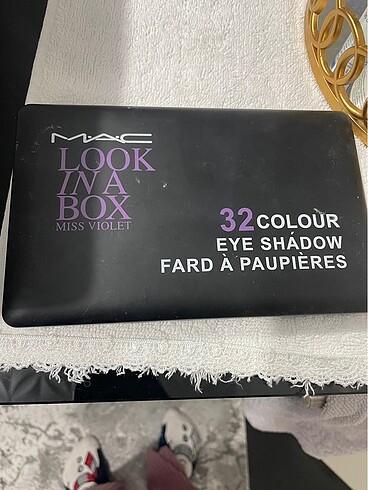 M·A·C
LOOK
IN A
BOX
MISS VIOLET
32 COLOUR
EYE SHADOW
FARD À PAUPIÈRES